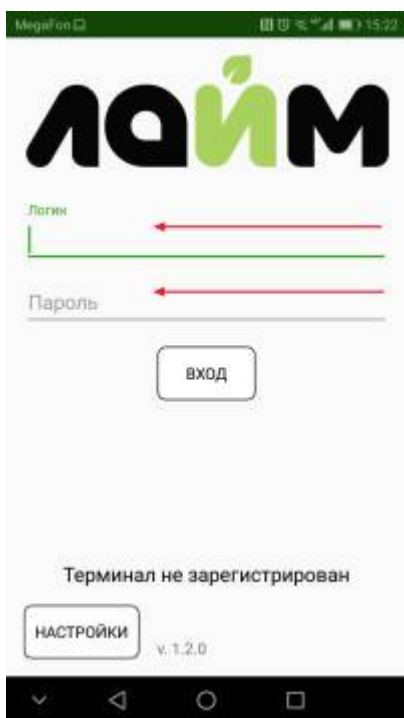 MegaFon
15:22
лайм
Логин
Пароль
ВХОД
Терминал не зарегистрирован
НАСТРОЙКИ
v. 1.2.0